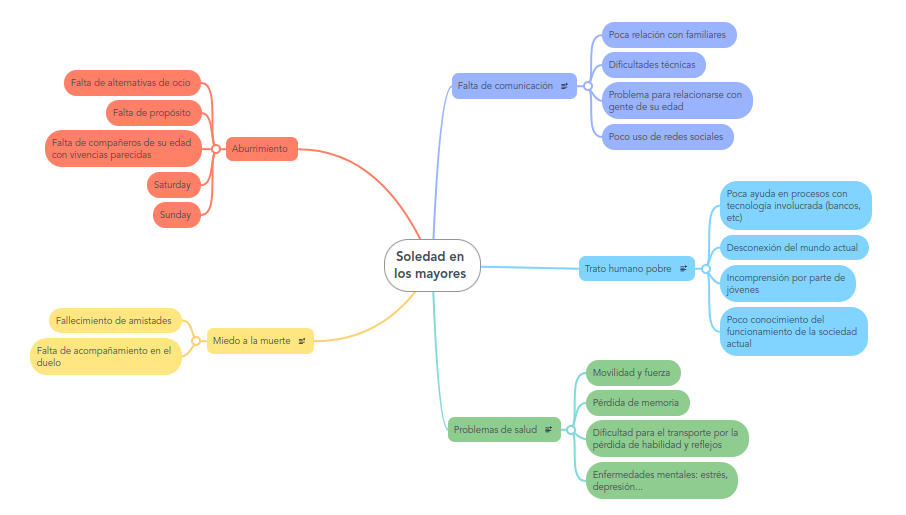 Soledad en
los mayores
Falta de comunicación
Poca relación con familiares
Dificultades técnicas
Problema para relacionarse con
gente de su edad
Poco uso de redes sociales
Trato humano pobre
Poca ayuda en procesos con
tecnología involucrada (bancos,
etc)
Desconexión del mundo actual
Incomprensión por parte de
jóvenes
Poco conocimiento del
funcionamiento de la sociedad
actual
Problemas de salud
Movilidad y fuerza
Pérdida de memoria
Dificultad para el transporte por la
pérdida de habilidad y reflejos
Enfermedades mentales: estrés,
depresión...
Aburrimiento
Falta de alternativas de ocio
Falta de propósito
Falta de compañeros de su edad
con vivencias parecidas
Saturday
Sunday
Miedo a la muerte
Fallecimiento de amistades
Falta de acompañamiento en el
duelo